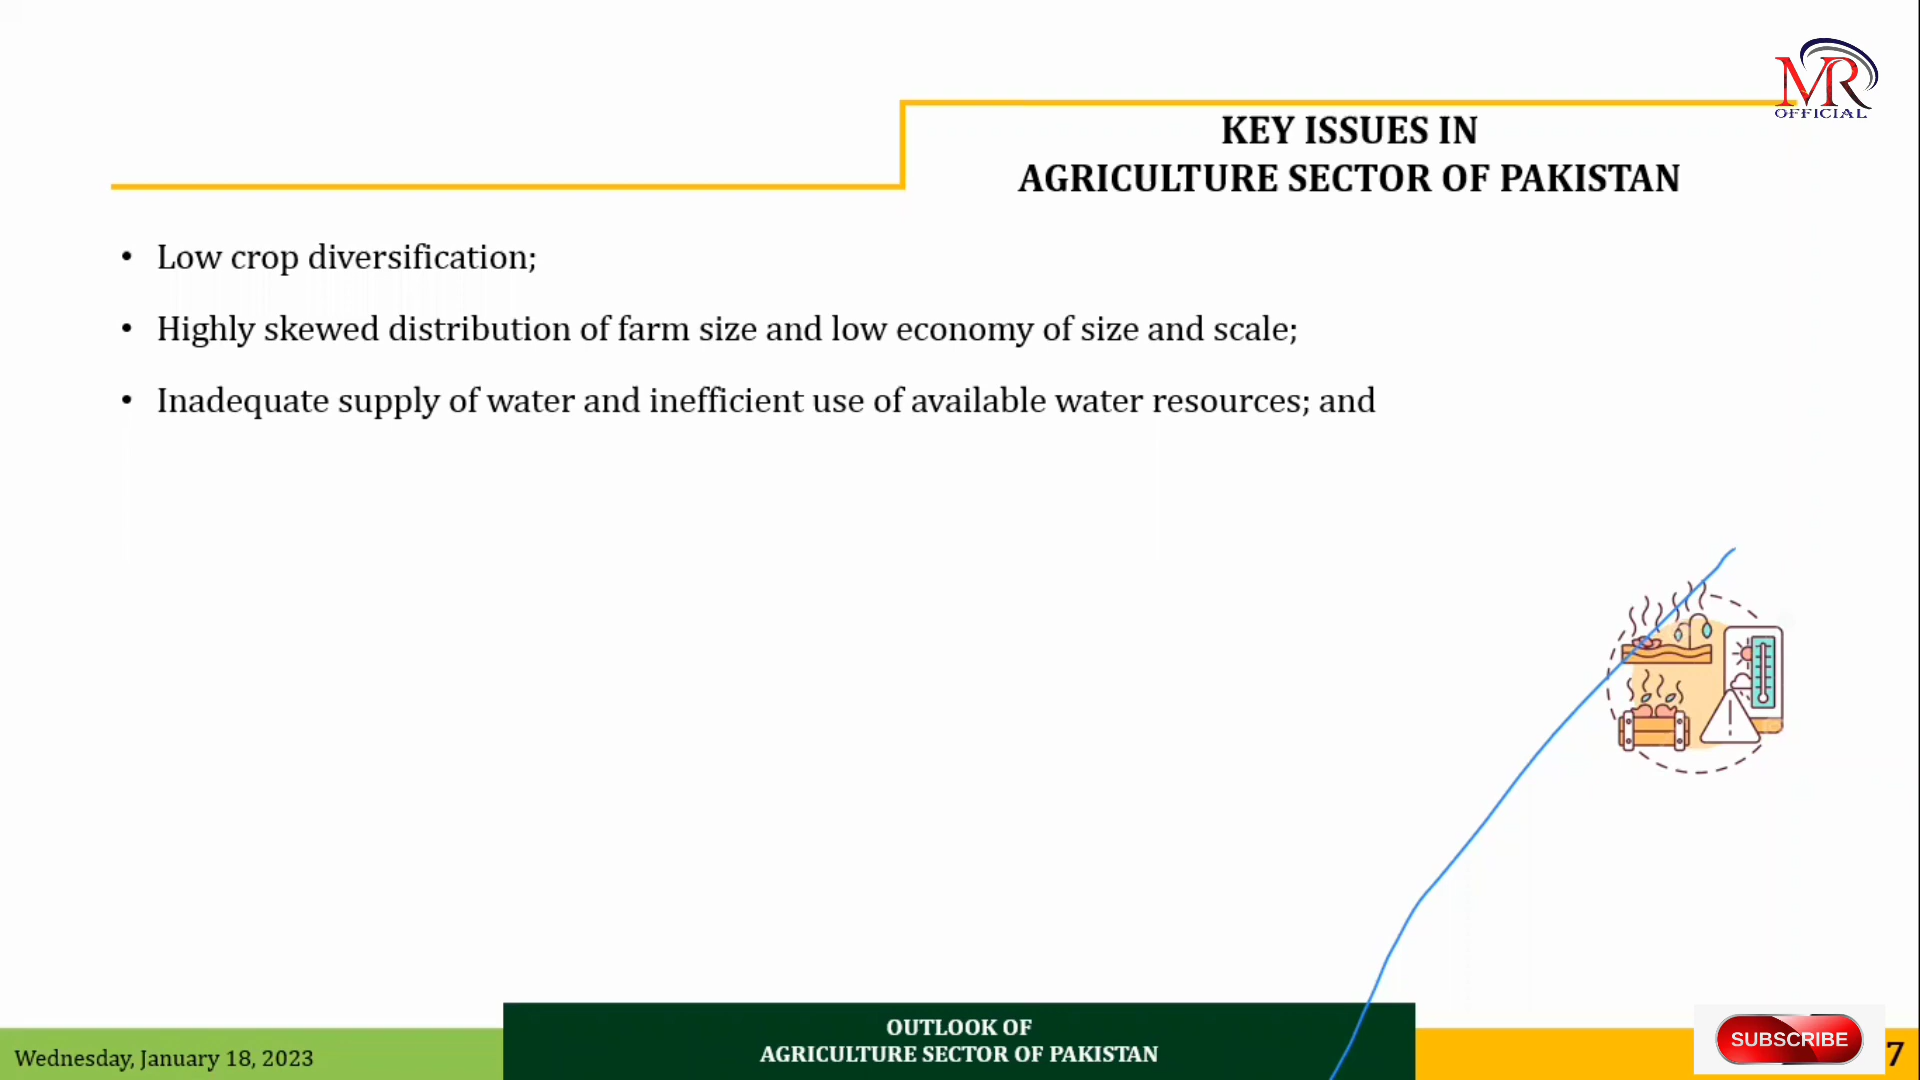 MR
OFFICIAL
KEY ISSUES IN
AGRICULTURE SECTOR OF PAKISTAN
• Low crop diversification;
• Highly skewed distribution of farm size and low economy of size and scale;
• Inadequate supply of water and inefficient use of available water resources; and
Wednesday, January 18, 2023
OUTLOOK OF
AGRICULTURE SECTOR OF PAKISTAN
SUBSCRIBE
7